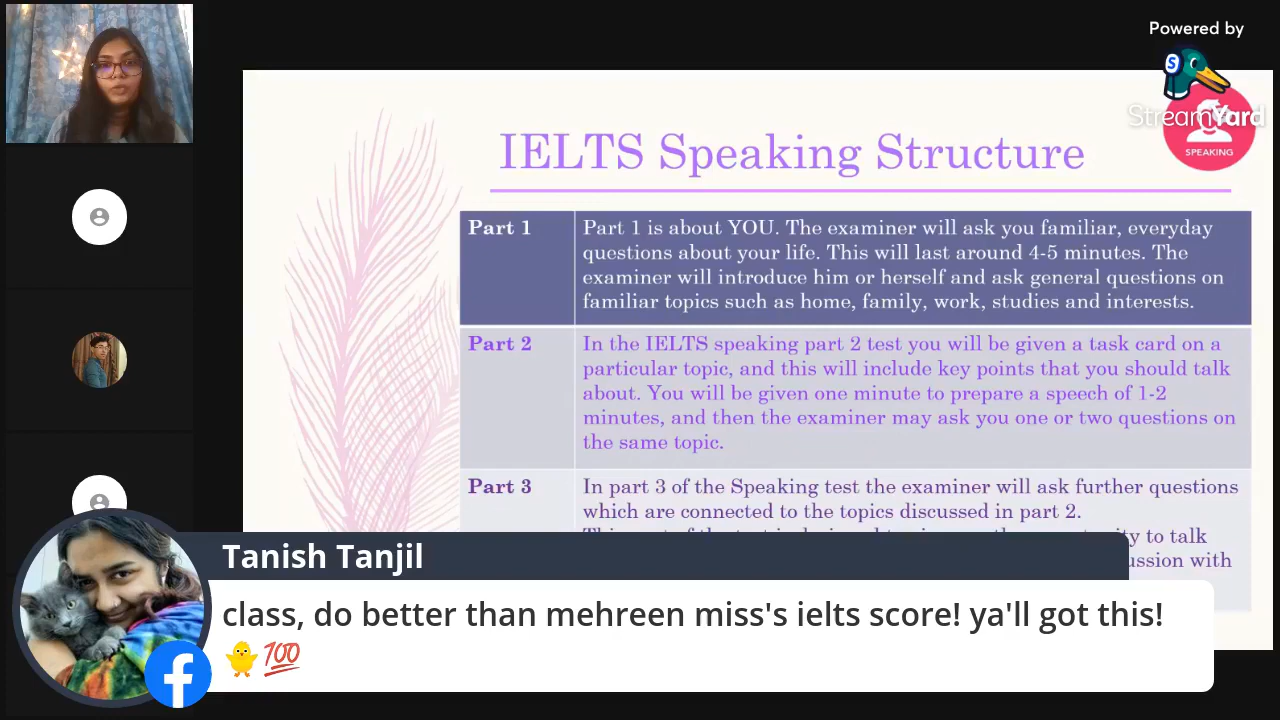 Powered by
S
StreamYard
SPEAKING
IELTS Speaking Structure
Part 1
Part 1 is about YOU. The examiner will ask you familiar, everyday
questions about your life. This will last around 4-5 minutes. The
examiner will introduce him or herself and ask general questions on
familiar topics such as home, family, work, studies and interests.
Part 2
In the IELTS speaking part 2 test you will be given a task card on a
particular topic, and this will include key points that you should talk
about. You will be given one minute to prepare a speech of 1-2
minutes, and then the examiner may ask you one or two questions on
the same topic.
Part 3
In part 3 of the Speaking test the examiner will ask further questions
which are connected to the topics discussed in part 2.
to talk
with
Tanish Tanjil
class, do better than mehreen miss's ielts score! ya'll got this!
🐥💯